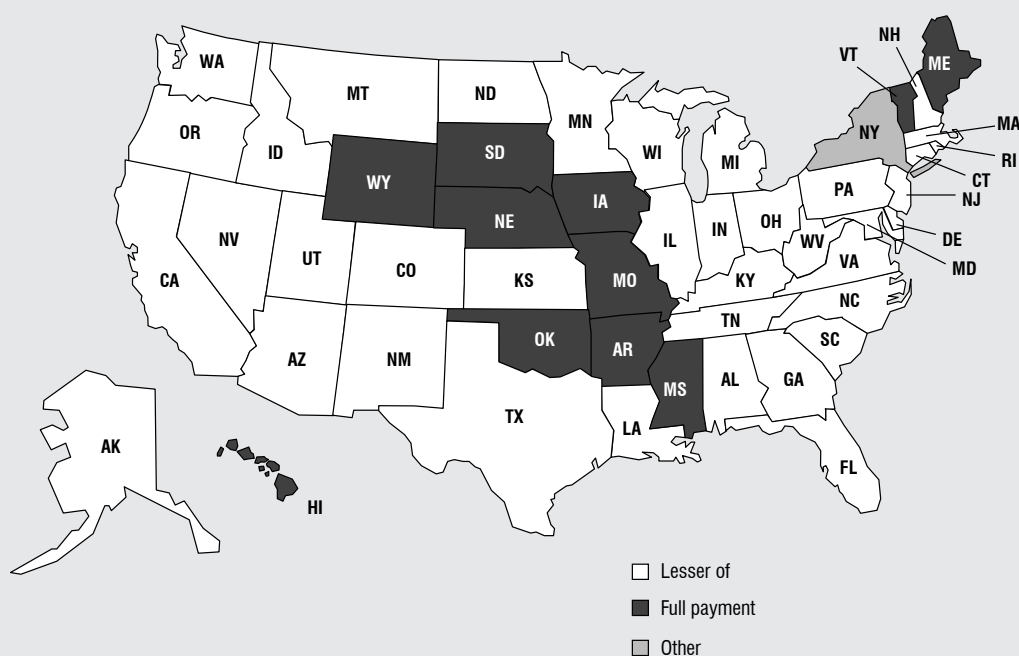 NH
ME
VT
WA
MT
ND
MN
OR
ID
SD
WI
MI
NY
MA
RI
CT
WY
IA
PA
NJ
NE
NV
UT
CO
IL
IN
OH
DE
MD
WV
VA
CA
KS
MO
KY
NC
TN
SC
AZ
NM
OK
AR
MS
AL
GA
TX
LA
FL
AK
HI
Lesser of
Full payment
Other